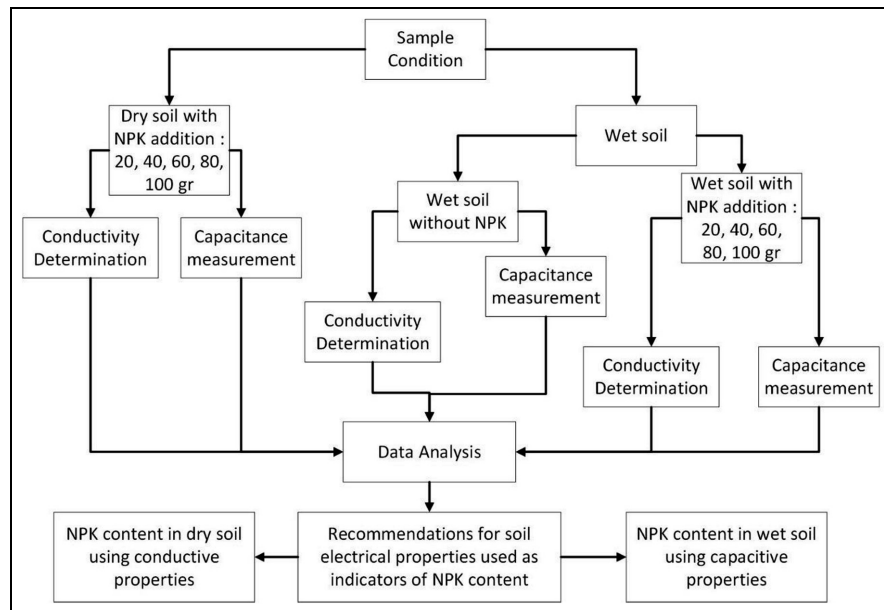 Sample
Condition
Dry soil with
NPK addition :
20, 40, 60, 80,
100 gr
Wet soil
Wet soil
without NPK
Wet soil with
NPK addition :
20, 40, 60,
80, 100 gr
Conductivity
Determination
Capacitance
measurement
Conductivity
Determination
Capacitance
measurement
Conductivity
Determination
Capacitance
measurement
Data Analysis
NPK content in dry soil
using conductive
properties
Recommendations for soil
electrical properties used as
indicators of NPK content
NPK content in wet soil
using capacitive
properties